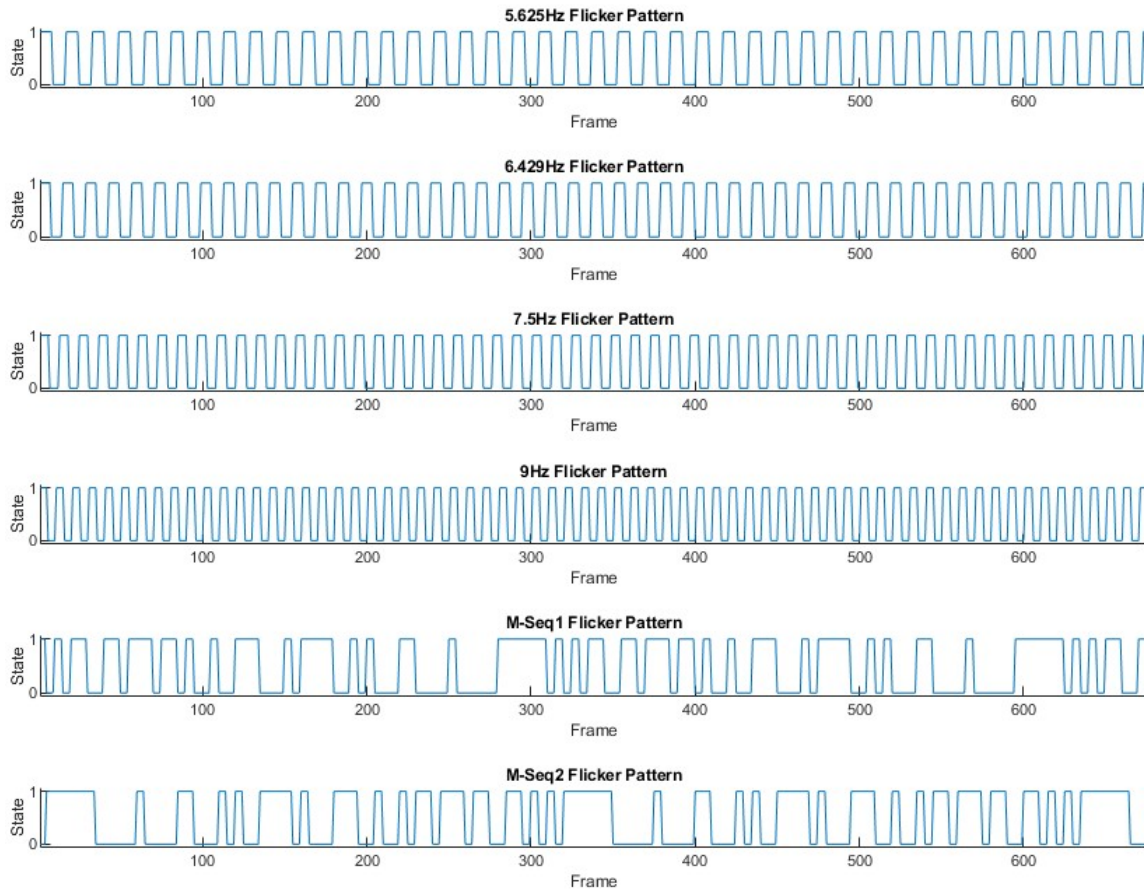 5.625Hz Flicker Pattern
1
State
0
100 200 300 400 500 600
Frame
6.429Hz Flicker Pattern
1
State
0
100 200 300 400 500 600
Frame
7.5Hz Flicker Pattern
1
State
0
100 200 300 400 500 600
Frame
9Hz Flicker Pattern
1
State
0
100 200 300 400 500 600
Frame
M-Seq1 Flicker Pattern
1
State
0
100 200 300 400 500 600
Frame
M-Seq2 Flicker Pattern
1
State
0
100 200 300 400 500 600
Frame